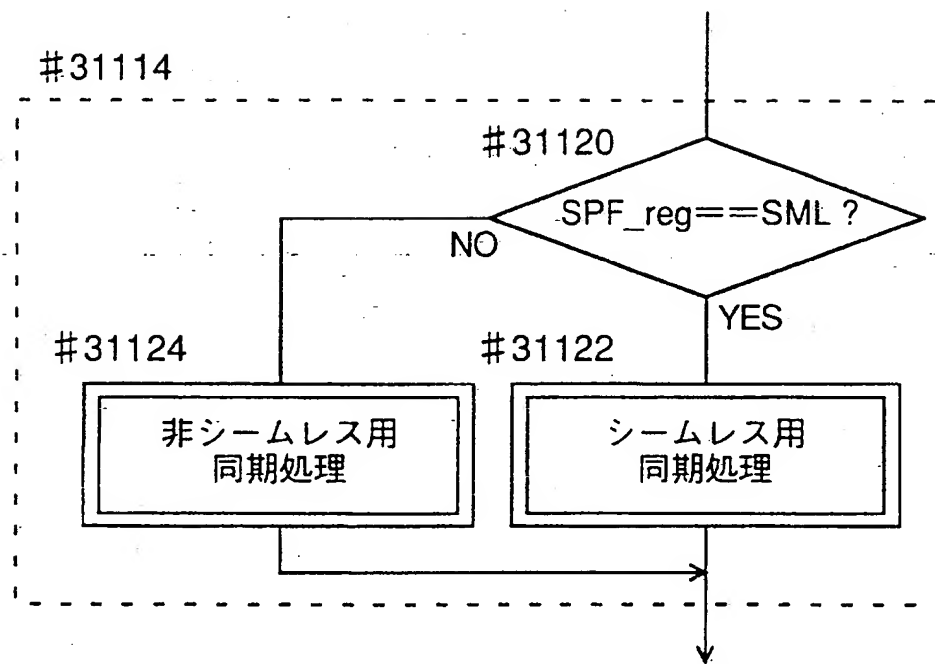 #31114
#31120
SPF_reg==SML?
NO
YES
#31124
#31122
非シームレス用
同期処理
シームレス用
同期処理